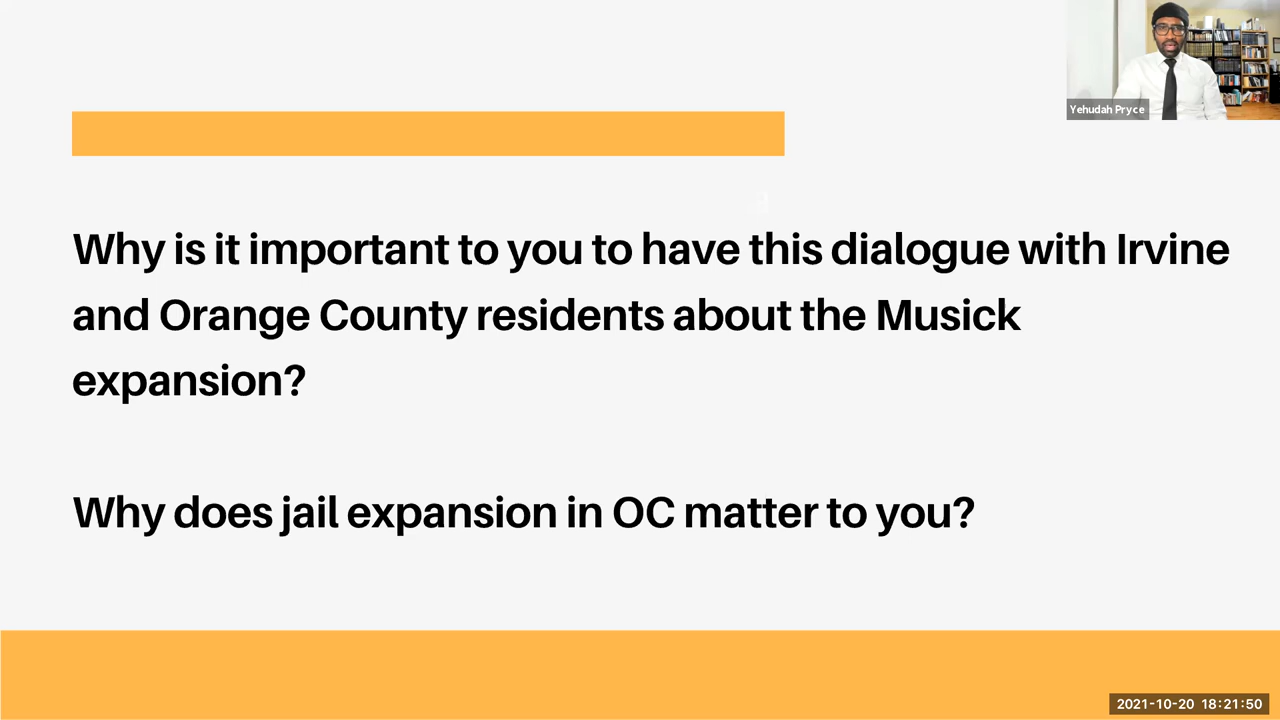 Yehudah Pryce
Why is it important to you to have this dialogue with Irvine
and Orange County residents about the Musick
expansion?
Why does jail expansion in OC matter to you?
2021-10-20 18:21:50